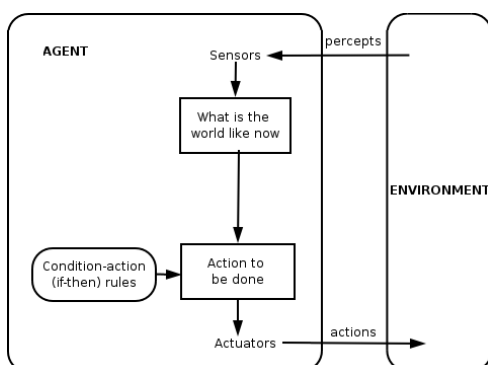 AGENT
Sensors
percepts
What is the
world like now
ENVIRONMENT
Condition-action
(if-then) rules
Action to
be done
Actuators
actions